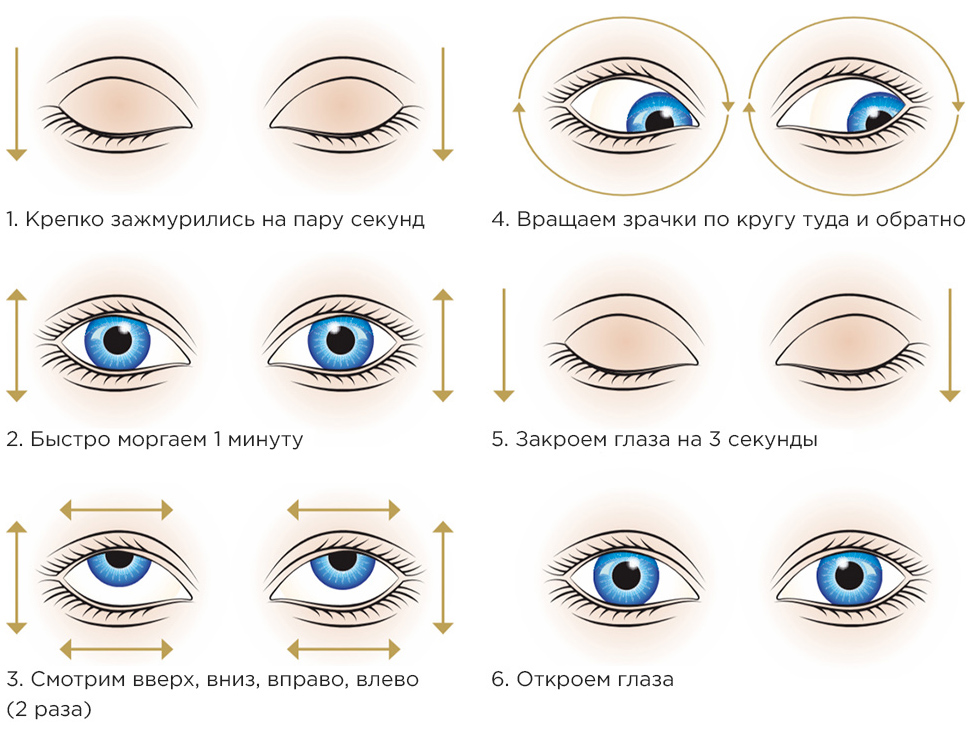 1. Крепко зажмурились на пару секунд
2. Быстро моргаем 1 минуту
3. Смотрим вверх, вниз, вправо, влево
(2 раза)
4. Вращаем зрачки по кругу туда и обратно
5. Закроем глаза на 3 секунды
6. Откроем глаза